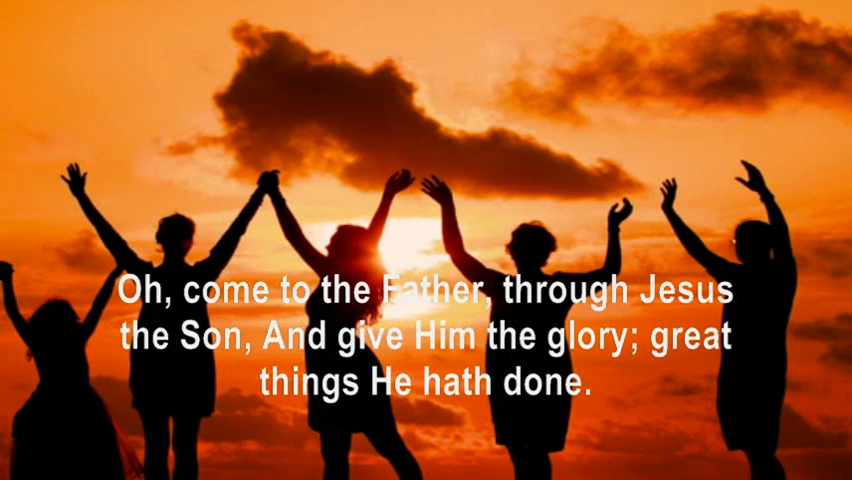 Oh, come to the Father, through Jesus
the Son, And give Him the glory; great
things He hath done.